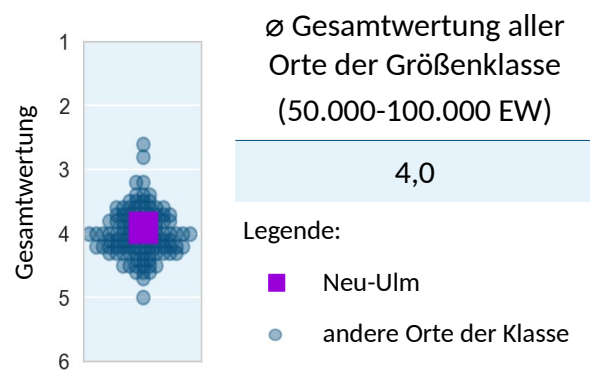 Gesamtwertung
1
2
3
4
5
6
⌀ Gesamtwertung aller
Orte der Größenklasse
(50.000-100.000 EW)
4,0
Legende:
Neu-Ulm
andere Orte der Klasse